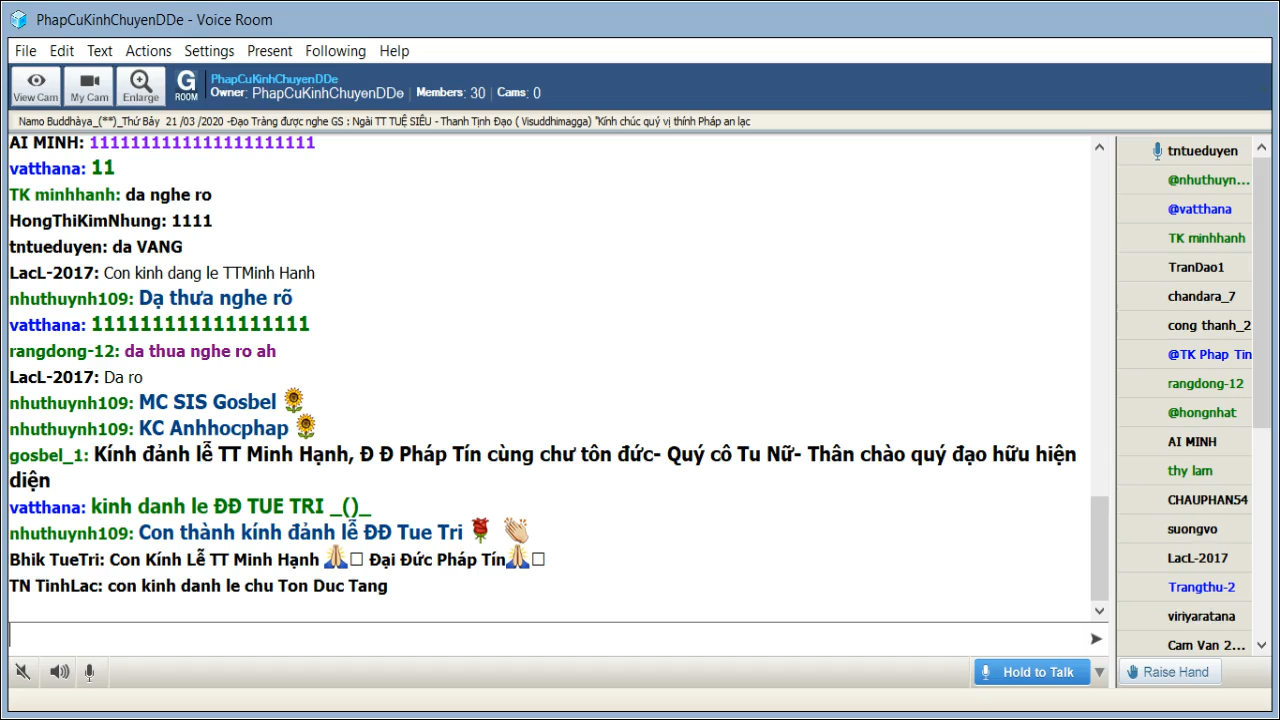 PhapCuKinhChuyenDDe - Voice Room
File Edit Text Actions Settings Present Following Help
View Cam My Cam Enlarge G ROOM
PhapCuKinhChuyenDDe
Owner: PhapCuKinhChuyenDDe Members: 30 Cams: 0
Namo Buddhàya_(**)_Thứ Bảy 21 /03 /2020 -Đạo Tràng được nghe GS : Ngài TT TUỆ SIÊU - Thanh Tịnh Đạo ( Visuddhimagga) "Kính chúc quý vị thính Pháp an lạc
AI MINH: 1111111111111111111111
vatthana: 11
TK minhhanh: da nghe ro
HongThiKimNhung: 1111
tntueduyen: da VANG
LacL-2017: Con kinh dang le TTMinh Hanh
nhuthuynh109: Dạ thưa nghe rõ
vatthana: 111111111111111111
rangdong-12: da thua nghe ro ah
LacL-2017: Da ro
nhuthuynh109: MC SIS Gosbel 🌻
nhuthuynh109: KC Anhhocphap 🌻
gosbel_1: Kính đảnh lễ TT Minh Hạnh, Đ Đ Pháp Tín cùng chư tôn đức- Quý cô Tu Nữ- Thân chào quý đạo hữu hiện
diện
vatthana: kinh danh le ĐĐ TUE TRI _()_
nhuthuynh109: Con thành kính đảnh lễ ĐĐ Tue Tri 🌹 👏
Bhik TueTri: Con Kính Lễ TT Minh Hạnh 🙏□ Đại Đức Pháp Tín🙏□
TN TinhLac: con kinh danh le chu Ton Duc Tang
tntueduyen
@nhuthuyn...
@vatthana
TK minhhanh
TranDao1
chandara_7
cong thanh_2
@TK Phap Tin
rangdong-12
@hongnhat
AI MINH
thy lam
CHAUPHAN54
suongvo
LacL-2017
Trangthu-2
viriyaratana
Cam Van 2...
Hold to Talk
Raise Hand